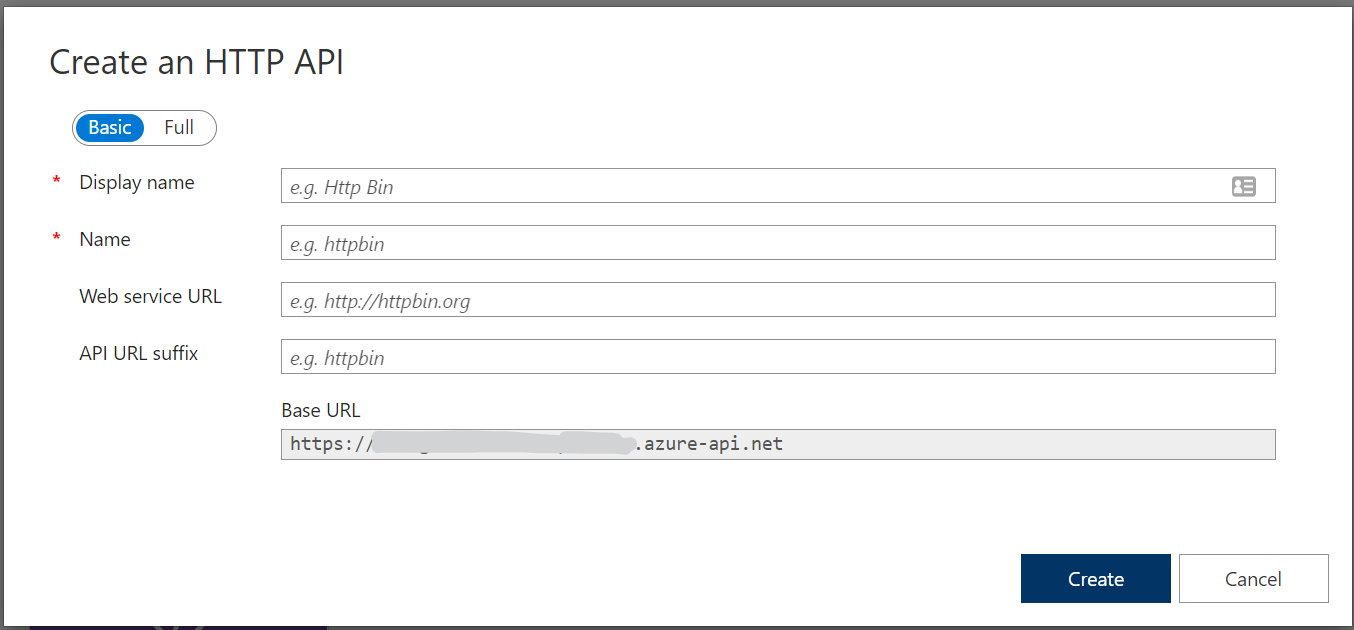 Create an HTTP API
Basic Full
* Display name e.g. Http Bin
* Name e.g. httpbin
Web service URL e.g. http://httpbin.org
API URL suffix e.g. httpbin
Base URL
https:// .azure-api.net
Create Cancel